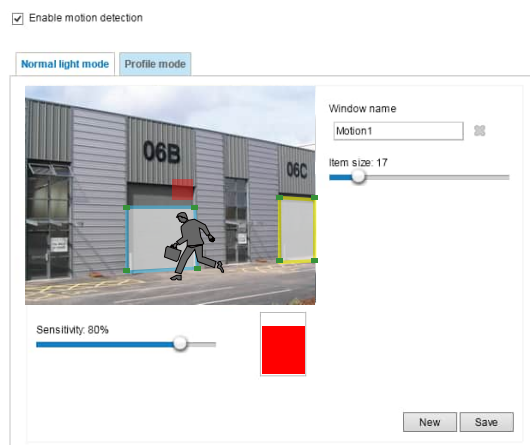 Enable motion detection
Normal light mode
Profile mode
Window name
Motion1
Item size: 17
06B
06C
Sensitivity: 80%
New
Save